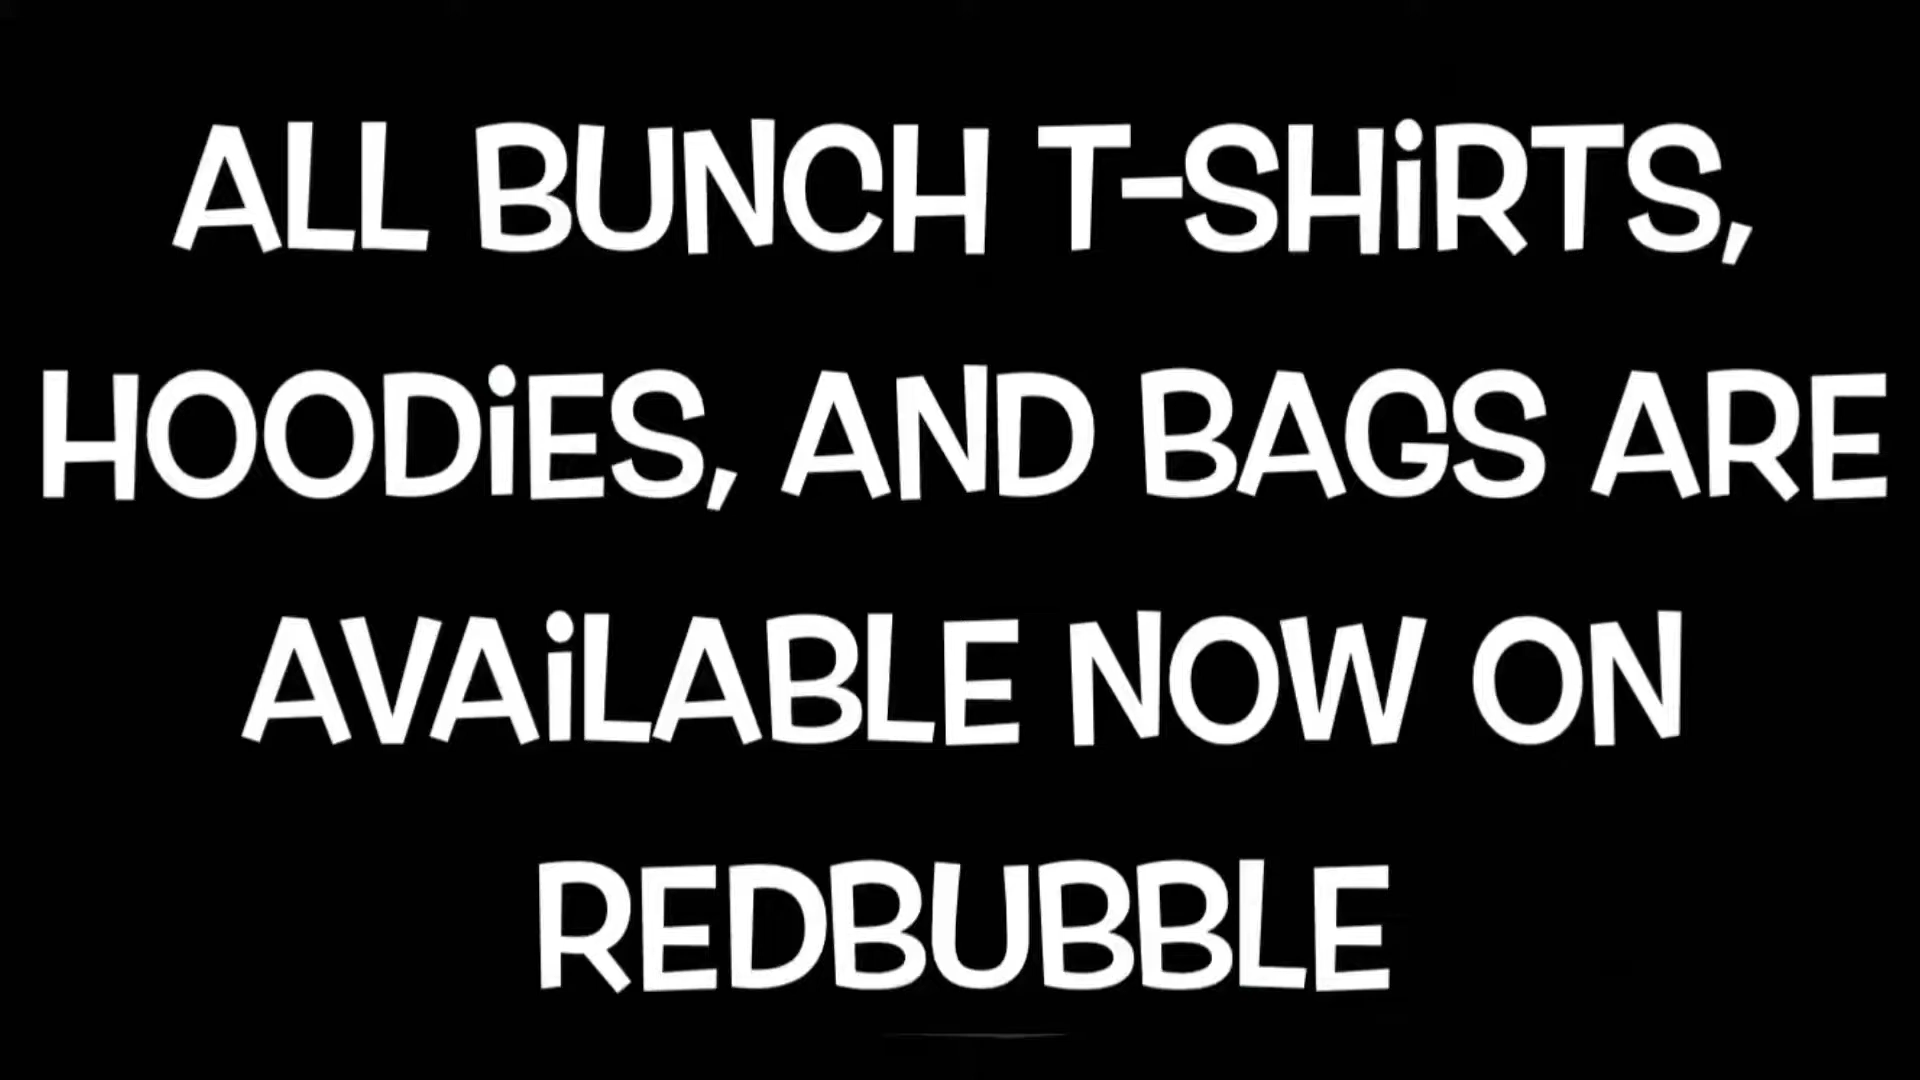 ALL BUNCH T-SHiRTS,
HOODiES, AND BAGS ARE
AVAiLABLE NOW ON
REDBUBBLE